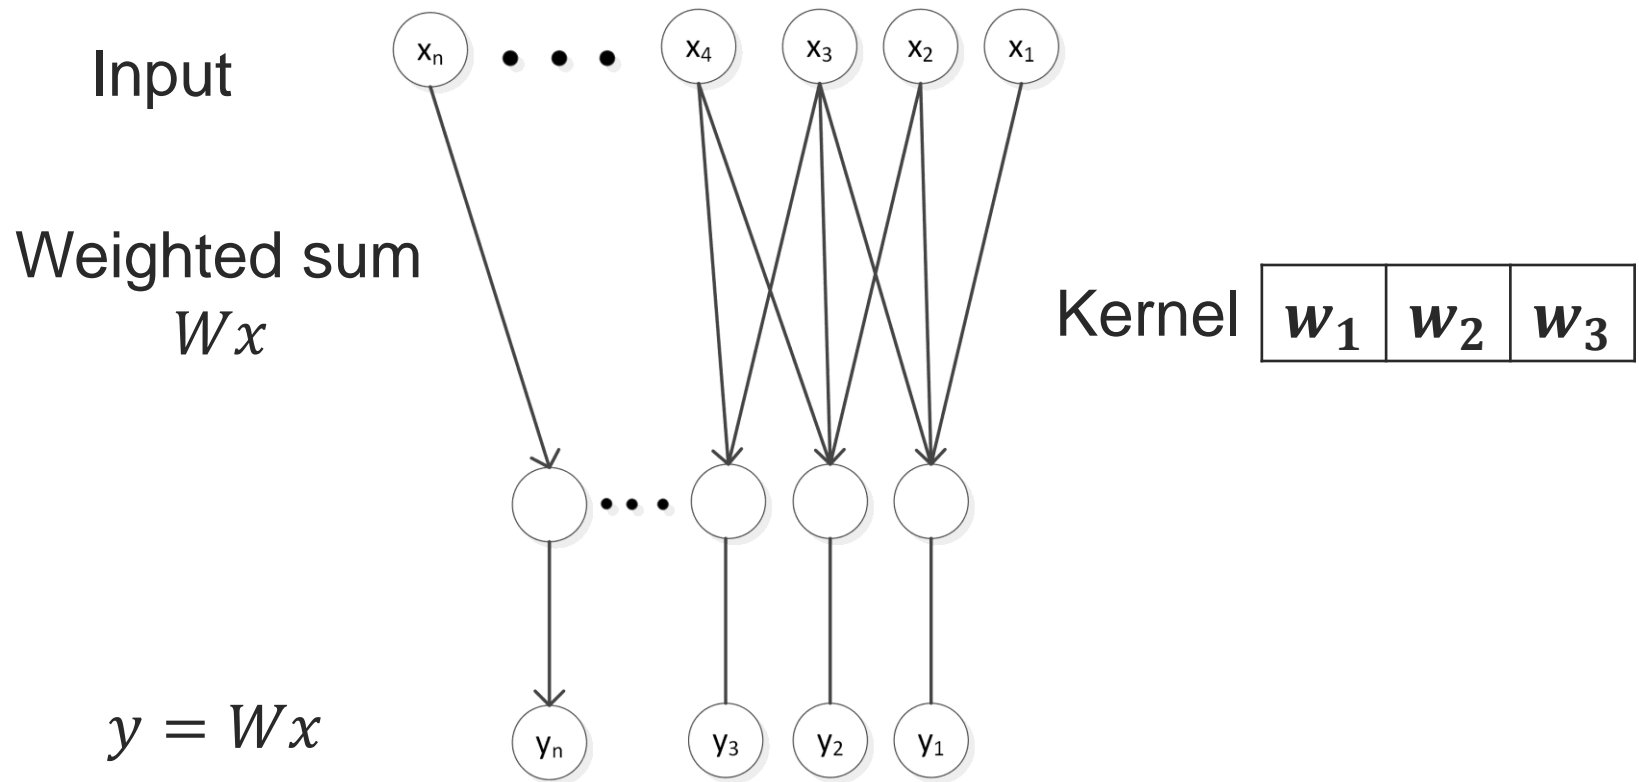 Input
xₙ • • • x₄ x₃ x₂ x₁
Weighted sum
Wx
Kernel w₁ w₂ w₃
• • •
y = Wx
yₙ y₃ y₂ y₁